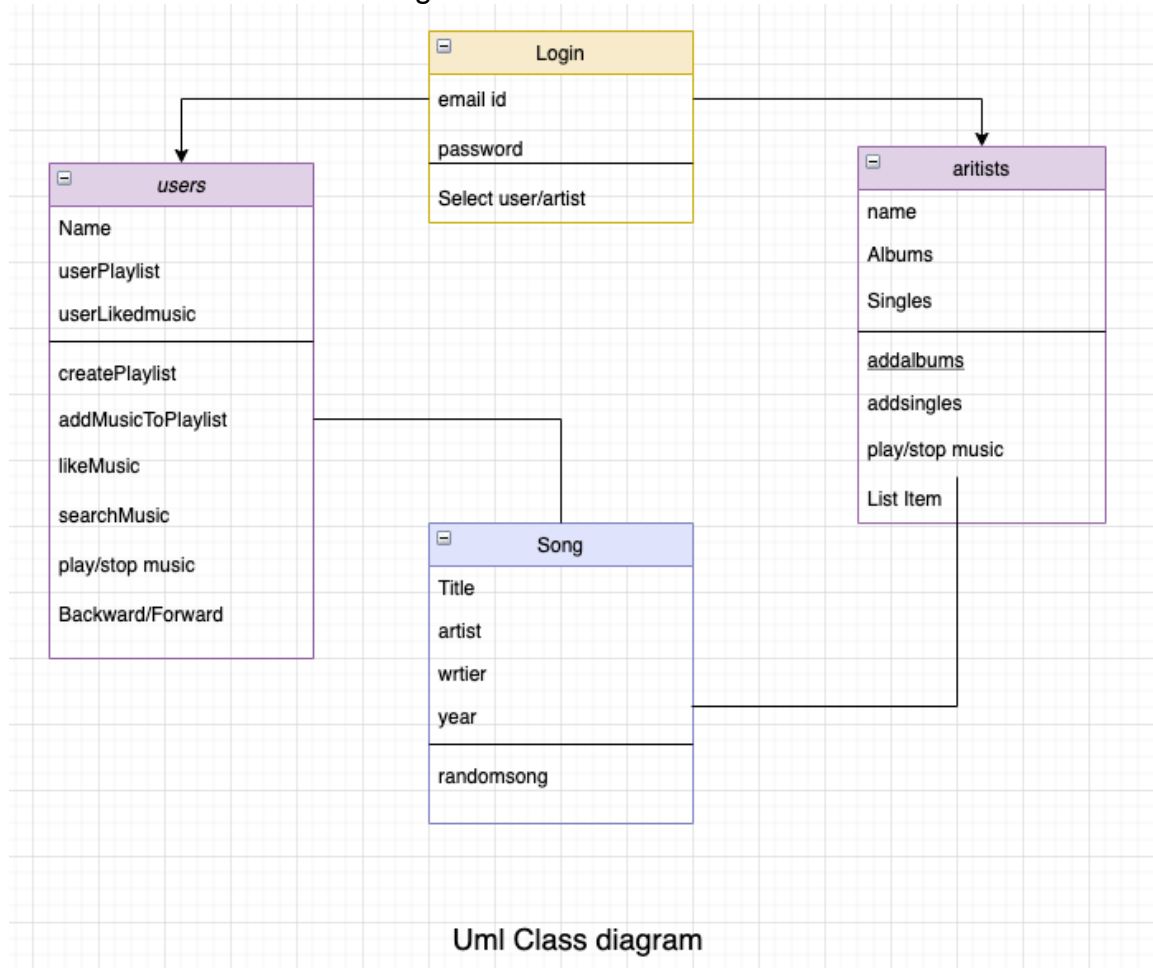 Login
email id
password
Select user/artist
users
Name
userPlaylist
userLikedmusic
createPlaylist
addMusicToPlaylist
likeMusic
searchMusic
play/stop music
Backward/Forward
aritists
name
Albums
Singles
addalbums
addsingles
play/stop music
List Item
Song
Title
artist
wrtier
year
randomsong
Uml Class diagram